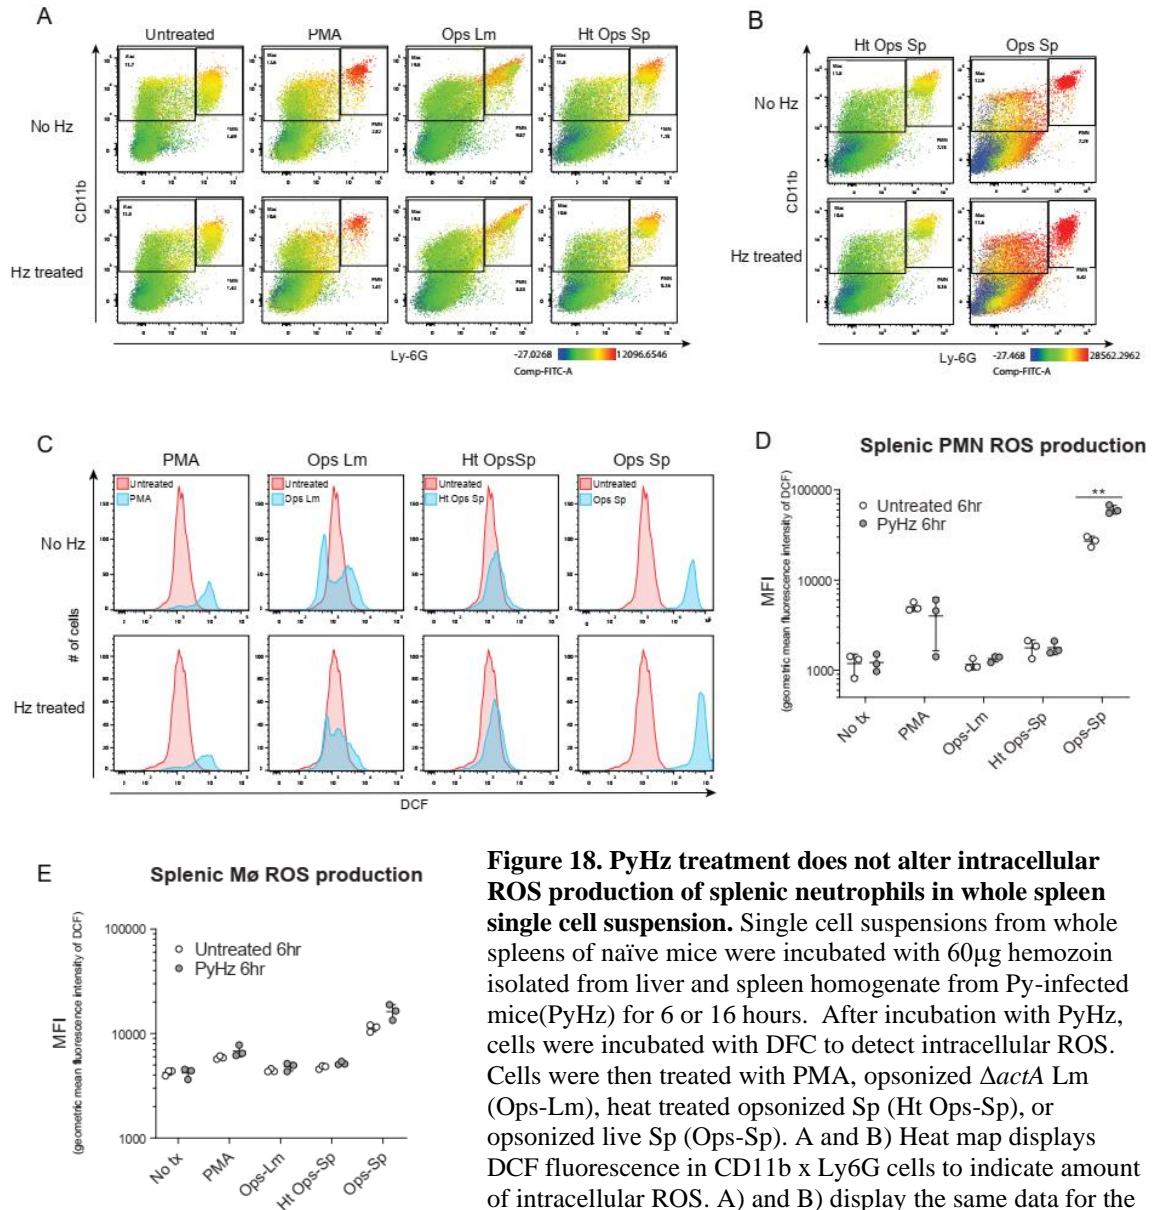 A
Untreated
PMA
Ops Lm
Ht Ops Sp
No Hz
Hz treated
CD11b
Ly-6G
-27.0268
12096.6546
Comp-FITC-A
B
Ht Ops Sp
Ops Sp
No Hz
Hz treated
CD11b
Ly-6G
-27.468
28562.2962
Comp-FITC-A
C
PMA
Ops Lm
Ht OpsSp
Ops Sp
Untreated
PMA
Untreated
Ops Lm
Untreated
Ht Ops Sp
Untreated
Ops Sp
No Hz
Hz treated
# of cells
DCF
D
Splenic PMN ROS production
MFI
(geometric mean fluorescence intensity of DCF)
100000
10000
1000
Untreated 6hr
PyHz 6hr
**
No tx
PMA
Ops-Lm
Ht Ops-Sp
Ops-Sp
E
Splenic Mø ROS production
MFI
(geometric mean fluorescence intensity of DCF)
100000
10000
1000
Untreated 6hr
PyHz 6hr
No tx
PMA
Ops-Lm
Ht Ops-Sp
Ops-Sp
Figure 18. PyHz treatment does not alter intracellular
ROS production of splenic neutrophils in whole spleen
single cell suspension. Single cell suspensions from whole
spleens of naïve mice were incubated with 60µg hemozoin
isolated from liver and spleen homogenate from Py-infected
mice(PyHz) for 6 or 16 hours. After incubation with PyHz,
cells were incubated with DFC to detect intracellular ROS.
Cells were then treated with PMA, opsonized ΔactA Lm
(Ops-Lm), heat treated opsonized Sp (Ht Ops-Sp), or
opsonized live Sp (Ops-Sp). A and B) Heat map displays
DCF fluorescence in CD11b x Ly6G cells to indicate amount
of intracellular ROS. A) and B) display the same data for the